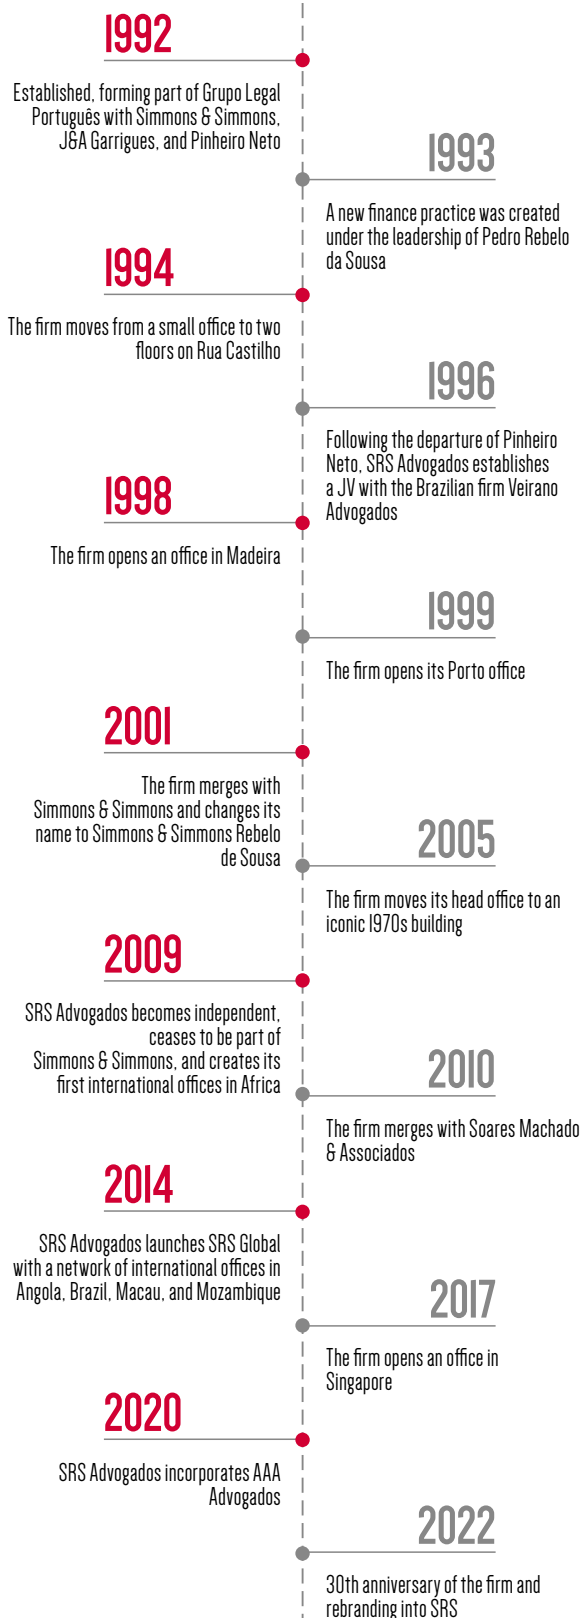 1992
Established, forming part of Grupo Legal
Português with Simmons & Simmons,
J&A Garrigues, and Pinheiro Neto
1993
A new finance practice was created
under the leadership of Pedro Rebelo
da Sousa
1994
The firm moves from a small office to two
floors on Rua Castilho
1996
Following the departure of Pinheiro
Neto, SRS Advogados establishes
a JV with the Brazilian firm Veirano
Advogados
1998
The firm opens an office in Madeira
1999
The firm opens its Porto office
2001
The firm merges with
Simmons & Simmons and changes its
name to Simmons & Simmons Rebelo
de Sousa
2005
The firm moves its head office to an
iconic 1970s building
2009
SRS Advogados becomes independent,
ceases to be part of
Simmons & Simmons, and creates its
first international offices in Africa
2010
The firm merges with Soares Machado
& Associados
2014
SRS Advogados launches SRS Global
with a network of international offices in
Angola, Brazil, Macau, and Mozambique
2017
The firm opens an office in
Singapore
2020
SRS Advogados incorporates AAA
Advogados
2022
30th anniversary of the firm and
rebranding into SRS